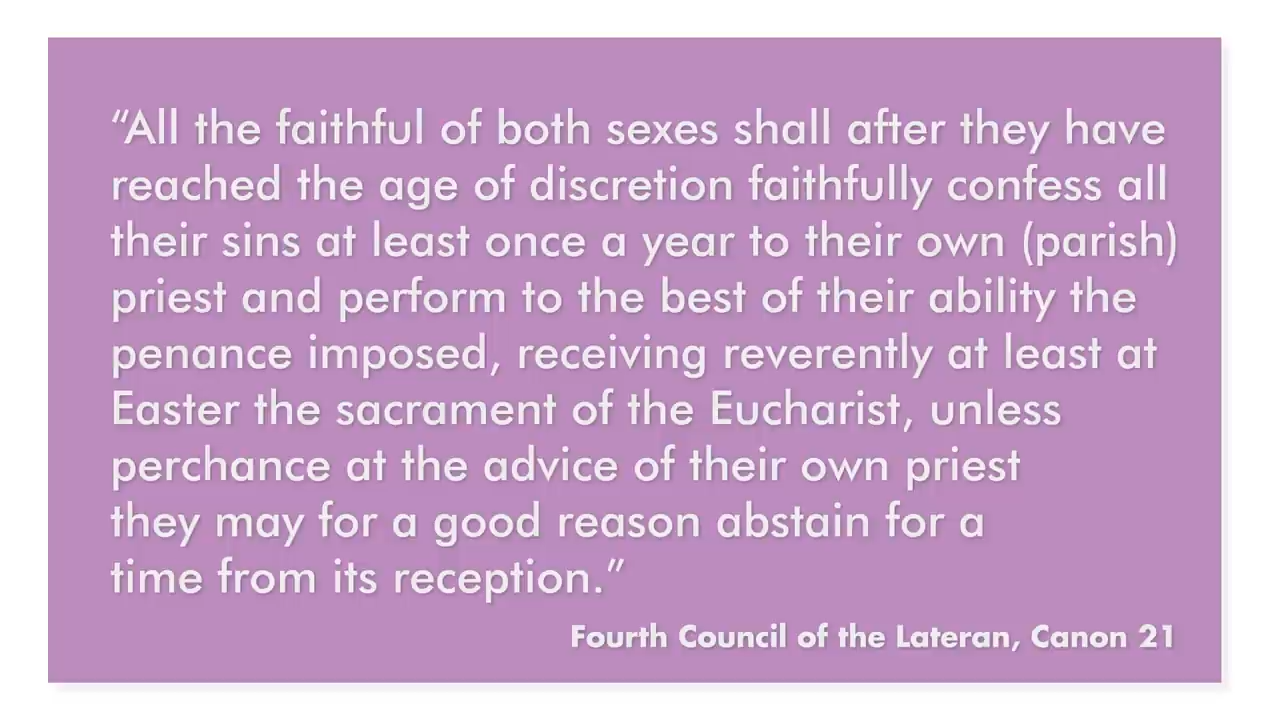 “All the faithful of both sexes shall after they have
reached the age of discretion faithfully confess all
their sins at least once a year to their own (parish)
priest and perform to the best of their ability the
penance imposed, receiving reverently at least at
Easter the sacrament of the Eucharist, unless
perchance at the advice of their own priest
they may for a good reason abstain for a
time from its reception.”
Fourth Council of the Lateran, Canon 21